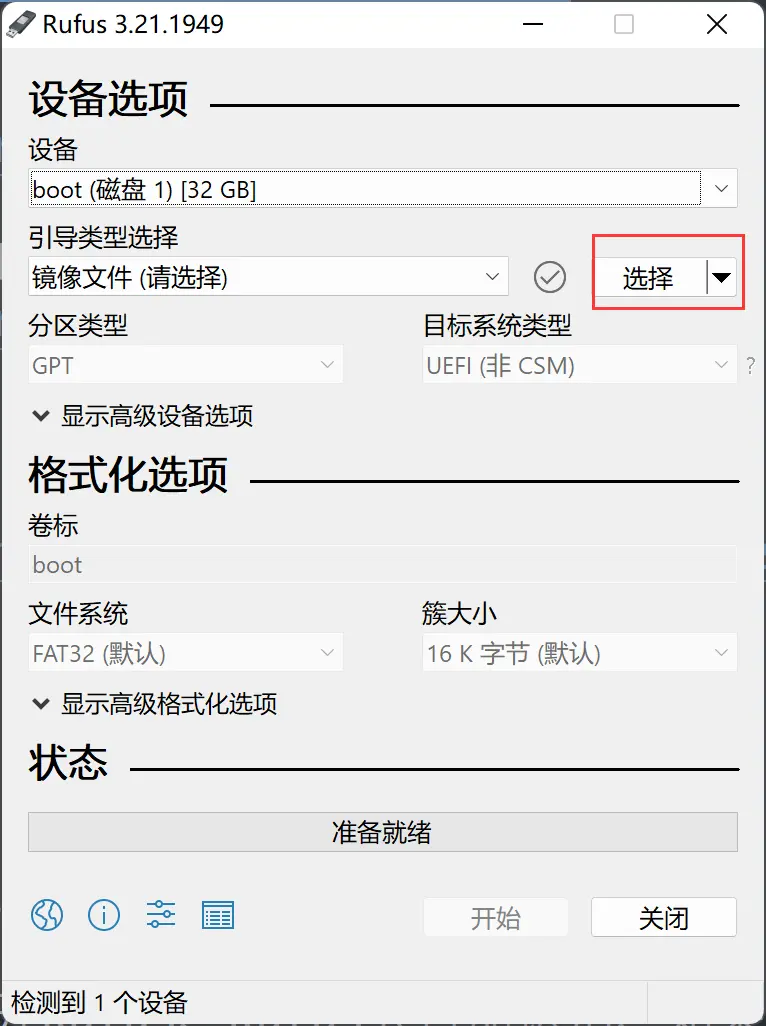 Rufus 3.21.1949
设备选项
设备
boot (磁盘 1) [32 GB]
引导类型选择
镜像文件 (请选择)
选择
分区类型 目标系统类型
GPT UEFI (非 CSM) ?
显示高级设备选项
格式化选项
卷标
boot
文件系统 簇大小
FAT32 (默认) 16 K 字节 (默认)
显示高级格式化选项
状态
准备就绪
开始 关闭
检测到 1 个设备